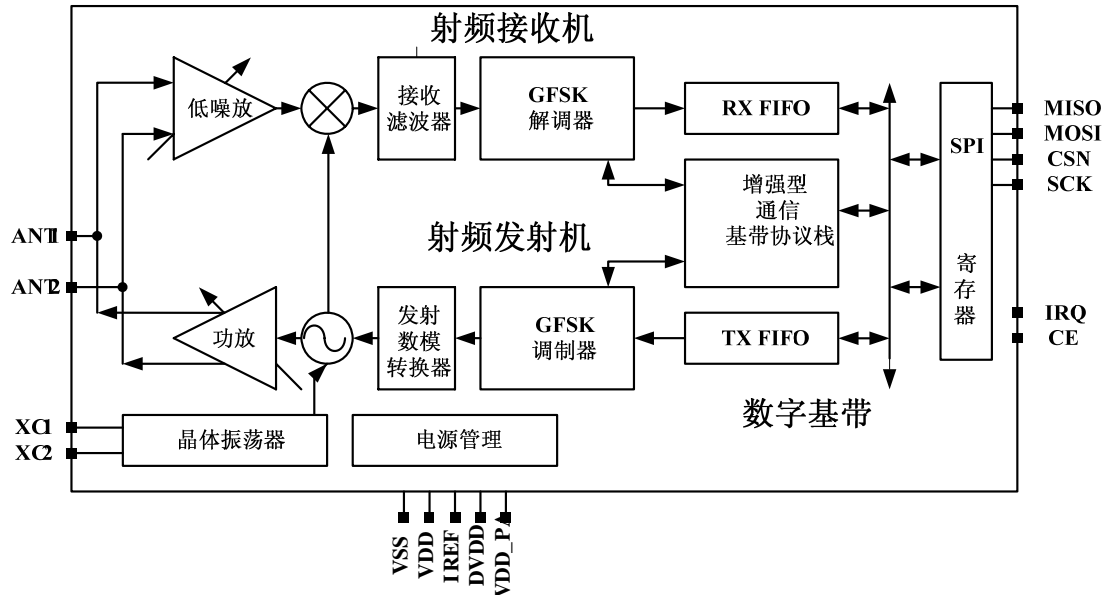 射频接收机
低噪放
接收
滤波器
GFSK
解调器
RX FIFO
SPI
寄存器
MISO
MOSI
CSN
SCK
增强型
通信
基带协议栈
ANT1
ANT2
射频发射机
功放
发射
数模
转换器
GFSK
调制器
TX FIFO
IRQ
CE
数字基带
XC1
XC2
晶体振荡器
电源管理
VSS
VDD
IREF
DVDD
VDD_PA